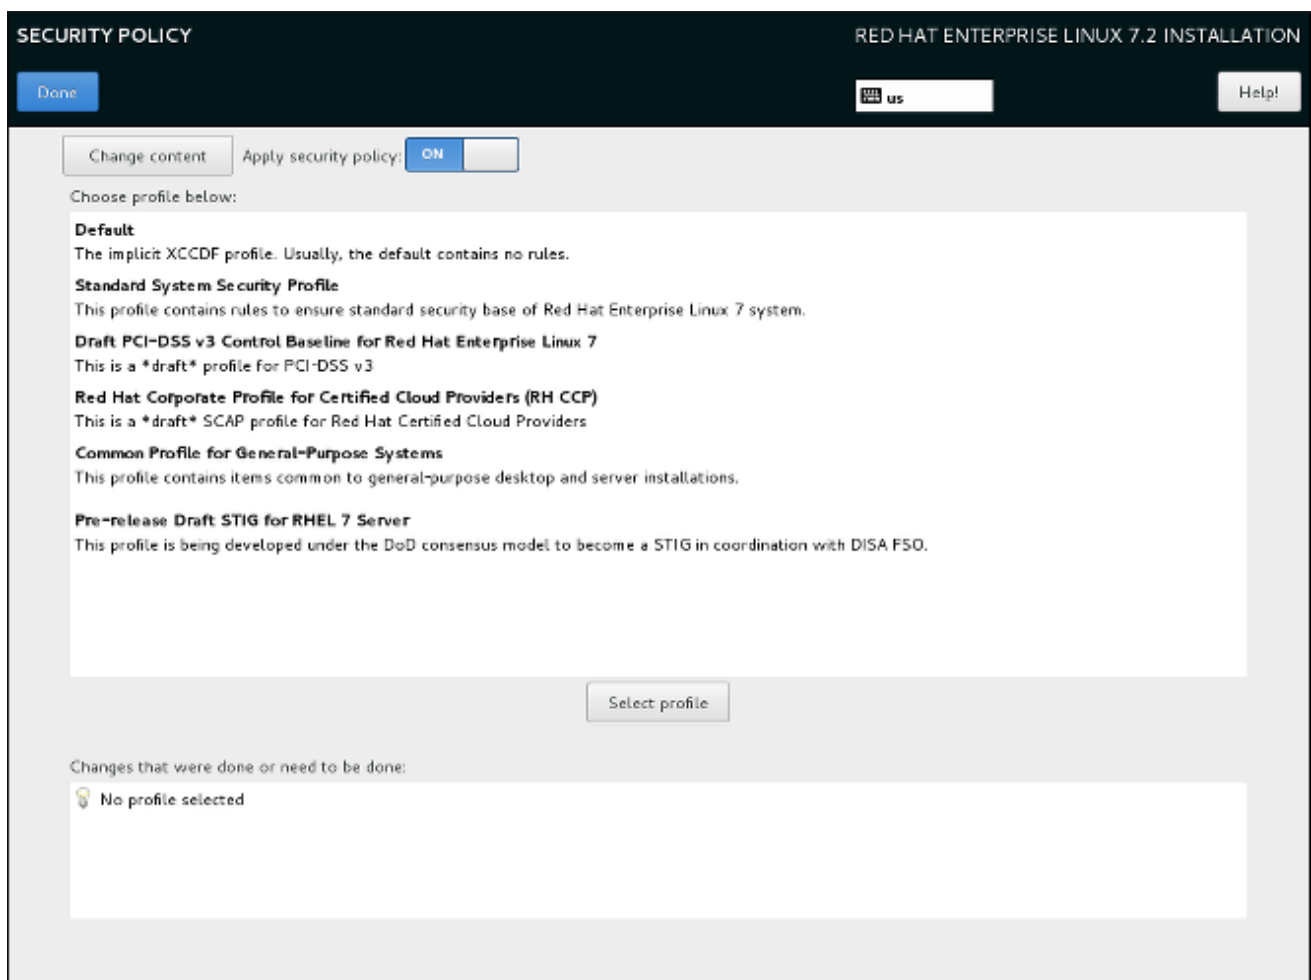 SECURITY POLICY
RED HAT ENTERPRISE LINUX 7.2 INSTALLATION
Done
us
Help!
Change content
Apply security policy:
ON
Choose profile below:
Default
The implicit XCCDF profile. Usually, the default contains no rules.
Standard System Security Profile
This profile contains rules to ensure standard security base of Red Hat Enterprise Linux 7 system.
Draft PCI-DSS v3 Control Baseline for Red Hat Enterprise Linux 7
This is a *draft* profile for PCI-DSS v3
Red Hat Corporate Profile for Certified Cloud Providers (RH CCP)
This is a *draft* SCAP profile for Red Hat Certified Cloud Providers
Common Profile for General-Purpose Systems
This profile contains items common to general-purpose desktop and server installations.
Pre-release Draft STIG for RHEL 7 Server
This profile is being developed under the DoD consensus model to become a STIG in coordination with DISA FSO.
Select profile
Changes that were done or need to be done:
No profile selected